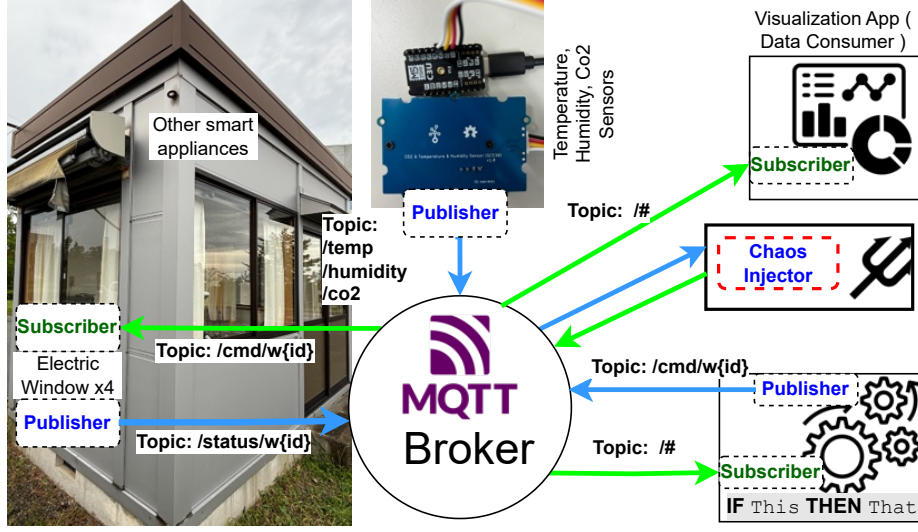 Visualization App (
Data Consumer )
Subscriber
Temperature,
Humidity, Co2
Sensors
Other smart
appliances
Publisher
Topic:
/temp
/humidity
/co2
Topic: /#
Chaos
Injector
Subscriber
Topic: /cmd/w{id}
Electric
Window x4
Publisher
Topic: /status/w{id}
MQTT
Broker
Topic: /cmd/w{id}
Publisher
Topic: /#
Subscriber
IF This THEN That